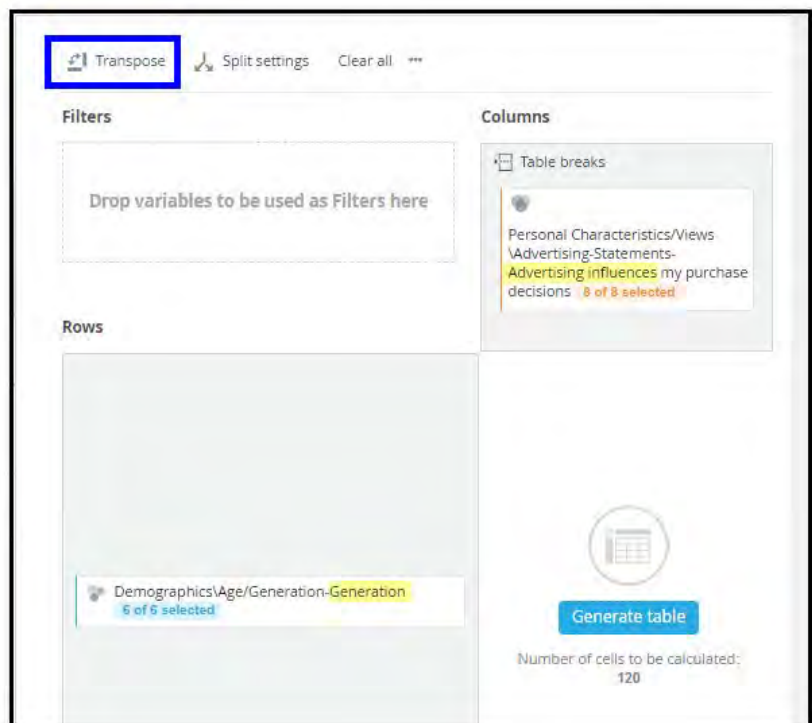 Transpose Split settings Clear all ...
Filters
Drop variables to be used as Filters here
Columns
Table breaks
Personal Characteristics/Views
\Advertising-Statements-
Advertising influences my purchase
decisions 8 of 8 selected
Rows
Demographics\Age/Generation-Generation
6 of 6 selected
Generate table
Number of cells to be calculated:
120